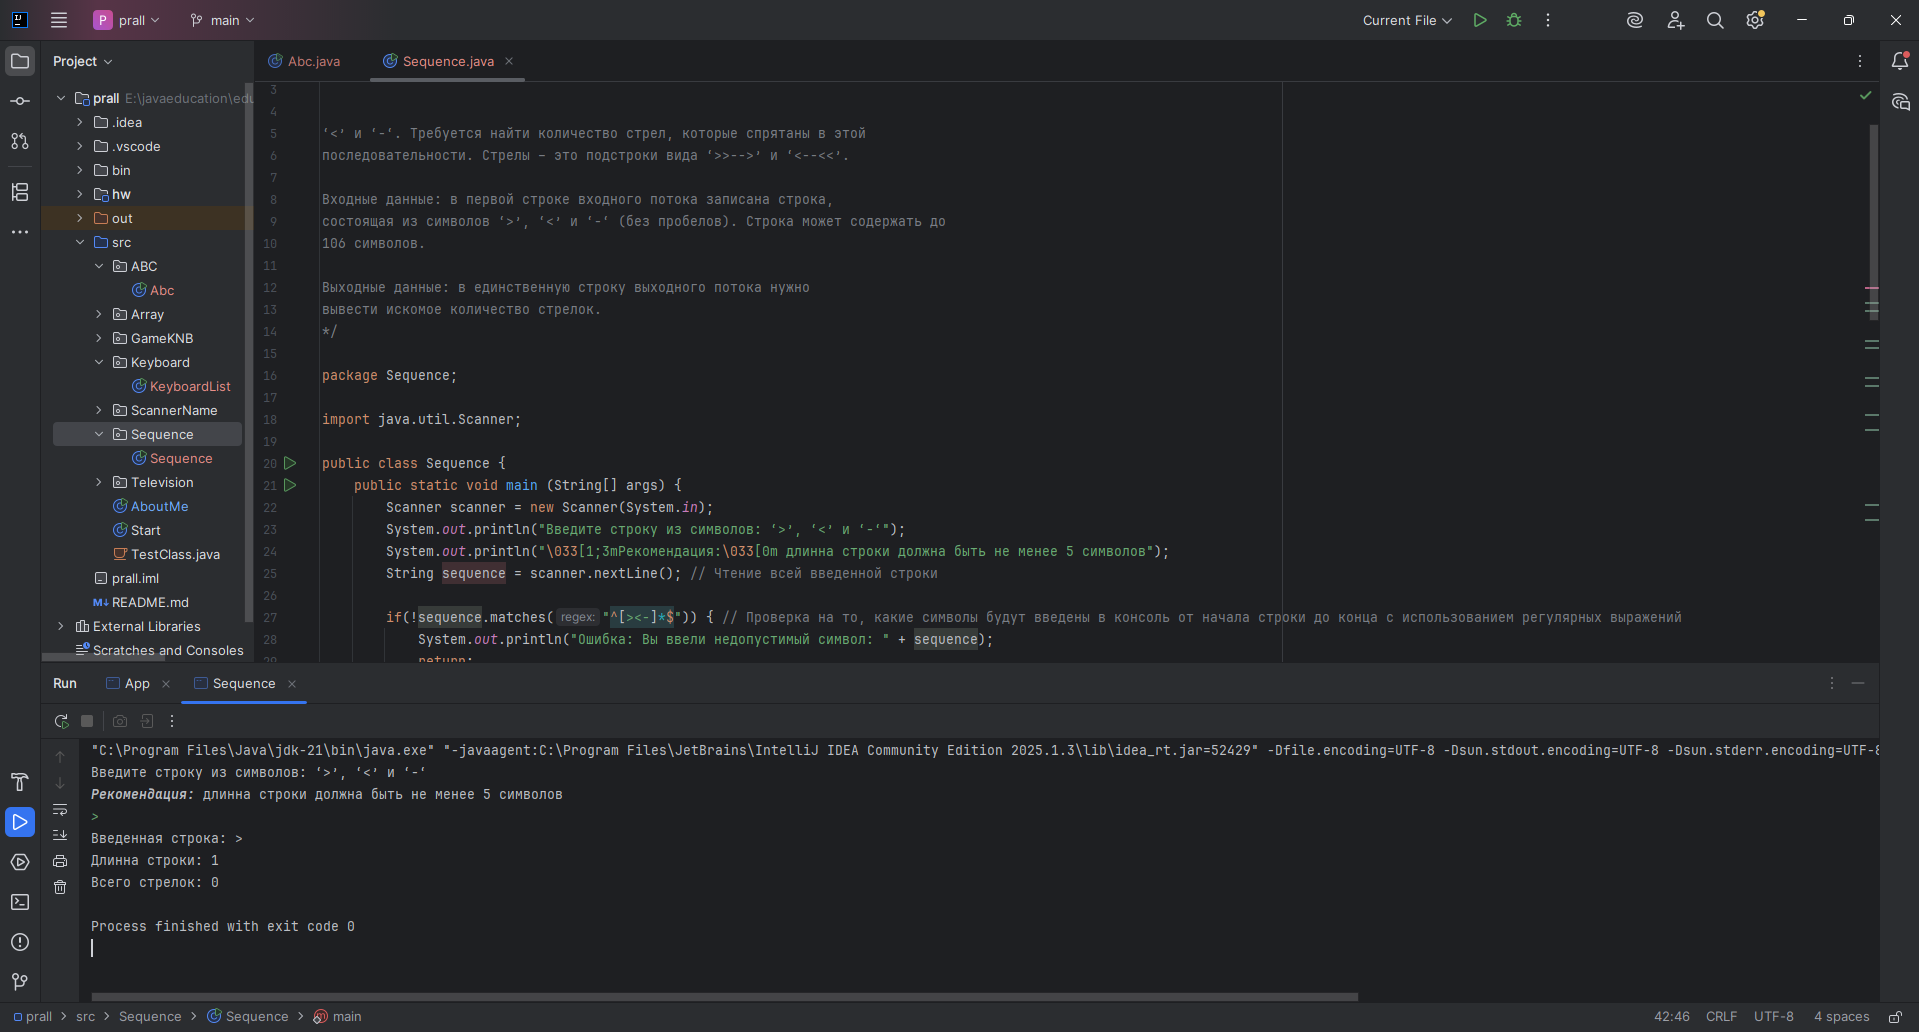 P prall main Current File
Project
Abc.java
Sequence.java
prall E:\javaeducation\edu
.idea
.vscode
bin
hw
out
src
ABC
Abc
Array
GameKNB
Keyboard
KeyboardList
ScannerName
Sequence
Sequence
Television
AboutMe
Start
TestClass.java
prall.iml
README.md
External Libraries
Scratches and Consoles
3
4
5 ‘<’ и ‘-‘. Требуется найти количество стрел, которые спрятаны в этой
6 последовательности. Стрелы – это подстроки вида ‘>>-->’ и ‘<--<<’.
7
8 Входные данные: в первой строке входного потока записана строка,
9 состоящая из символов ‘>’, ‘<’ и ‘-‘ (без пробелов). Строка может содержать до
10 106 символов.
11
12 Выходные данные: в единственную строку выходного потока нужно
13 вывести искомое количество стрелок.
14 */
15
16 package Sequence;
17
18 import java.util.Scanner;
19
20 public class Sequence {
21 public static void main (String[] args) {
22 Scanner scanner = new Scanner(System.in);
23 System.out.println("Введите строку из символов: ‘>’, ‘<’ и ‘-‘");
24 System.out.println("\033[1;3mРекомендация:\033[0m длинна строки должна быть не менее 5 символов");
25 String sequence = scanner.nextLine(); // Чтение всей введенной строки
26
27 if(!sequence.matches( regex: "^[><-]*$")) { // Проверка на то, какие символы будут введены в консоль от начала строки до конца с использованием регулярных выражений
28 System.out.println("Ошибка: Вы ввели недопустимый символ: " + sequence);
29 return;
Run App Sequence
"C:\Program Files\Java\jdk-21\bin\java.exe" "-javaagent:C:\Program Files\JetBrains\IntelliJ IDEA Community Edition 2025.1.3\lib\idea_rt.jar=52429" -Dfile.encoding=UTF-8 -Dsun.stdout.encoding=UTF-8 -Dsun.stderr.encoding=UTF-8
Введите строку из символов: ‘>’, ‘<’ и ‘-‘
Рекомендация: длинна строки должна быть не менее 5 символов
>
Введенная строка: >
Длинна строки: 1
Всего стрелок: 0
Process finished with exit code 0
prall > src > Sequence > Sequence > main 42:46 CRLF UTF-8 4 spaces